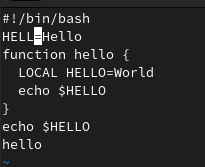 #!/bin/bash
HELL=Hello
function hello {
  LOCAL HELLO=World
  echo $HELLO
}
echo $HELLO
hello
~